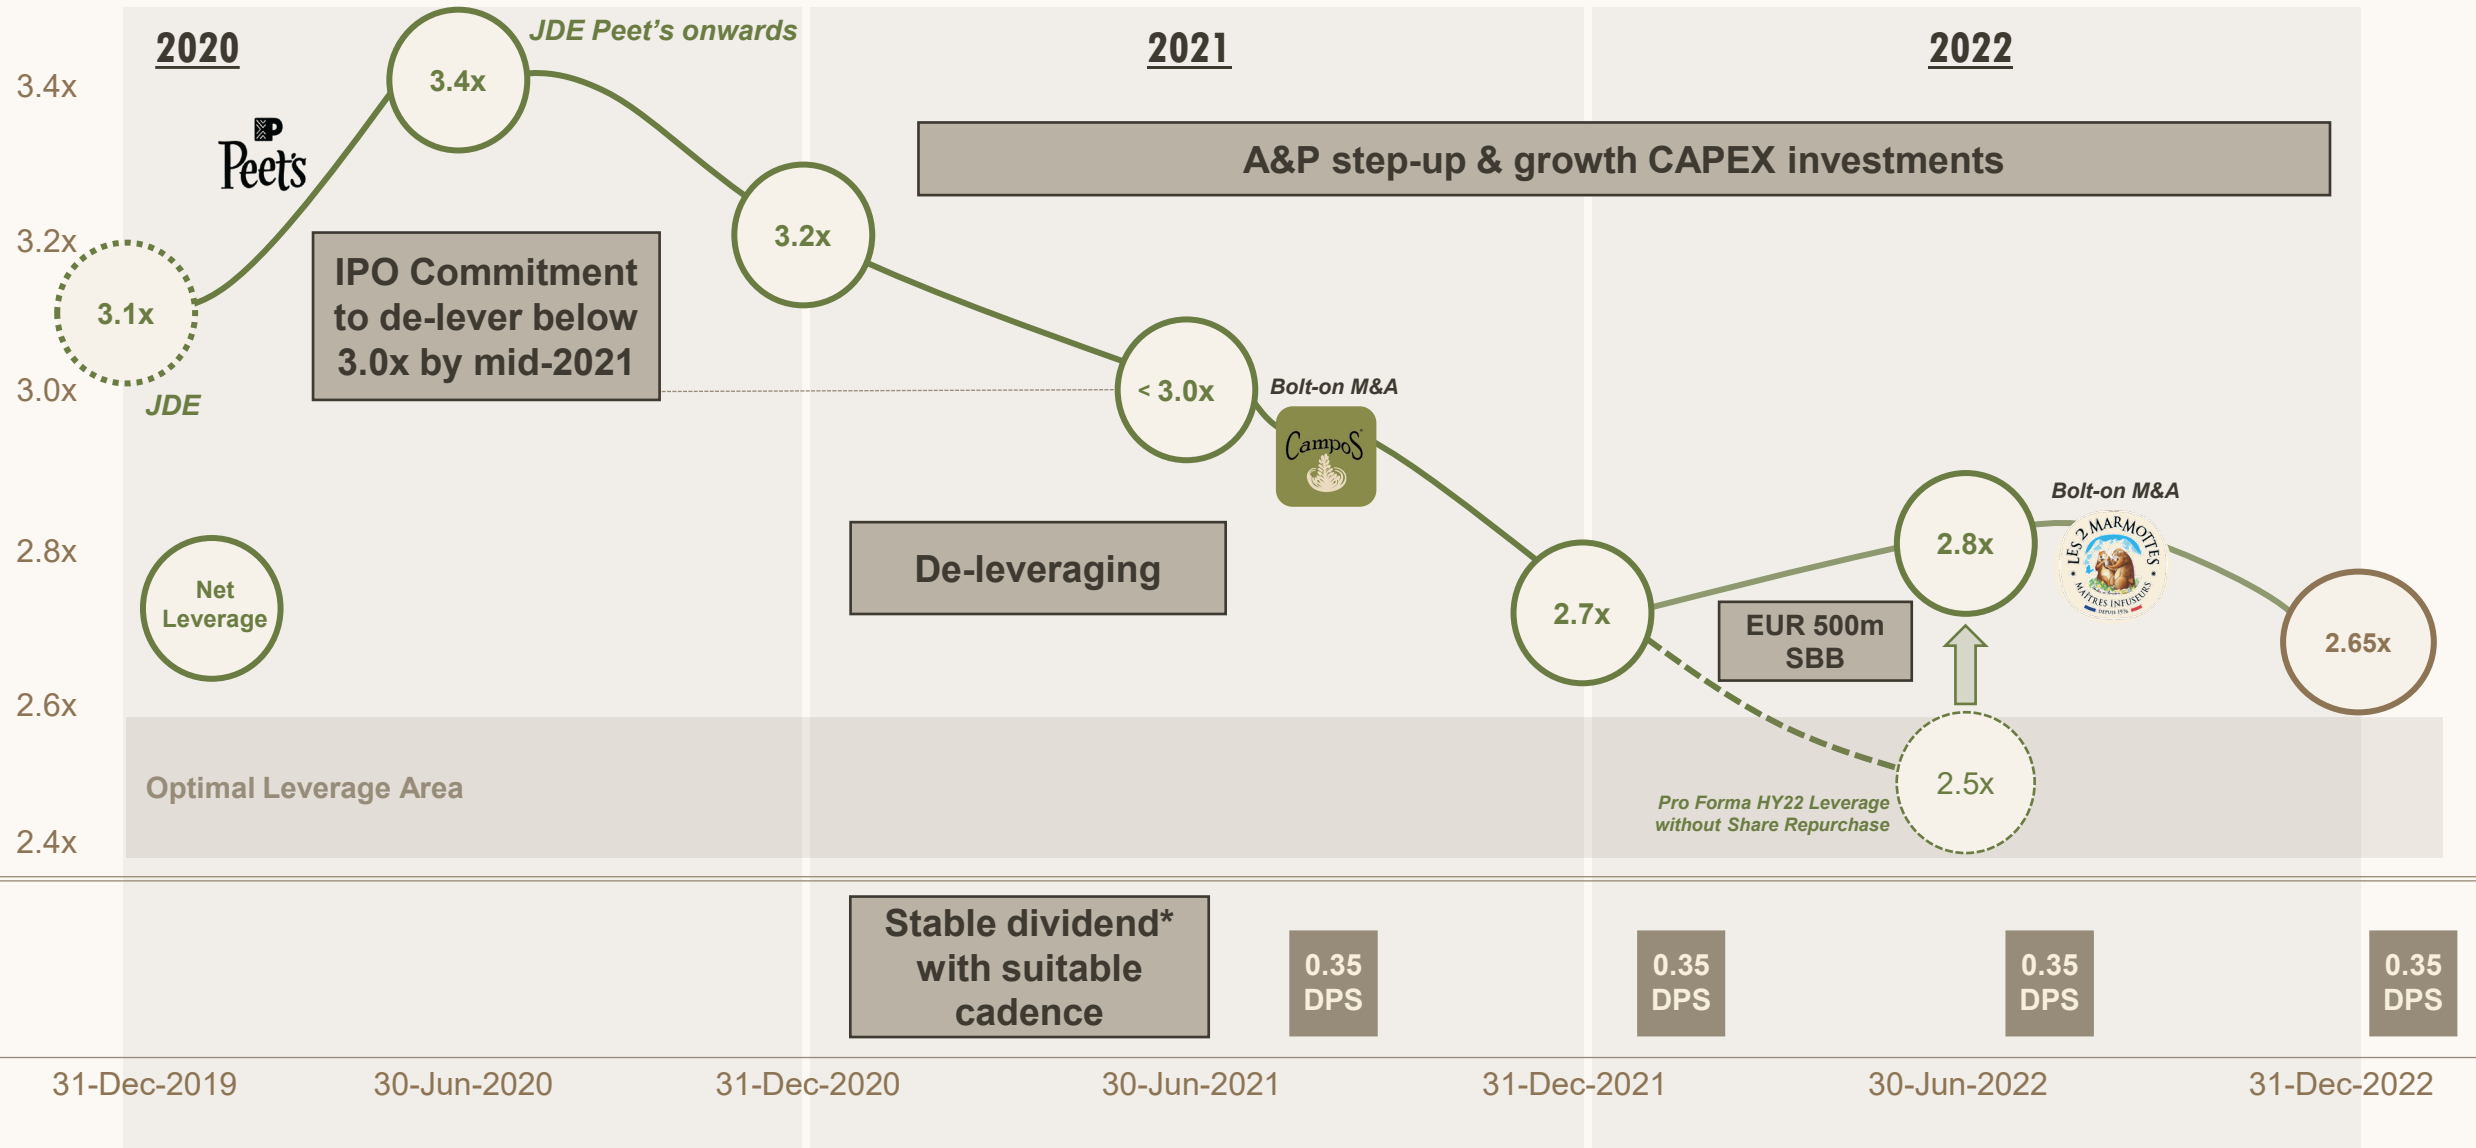 2020
JDE Peet's onwards
2021
2022
3.4x
3.4x
A&P step-up & growth CAPEX investments
Peet's
3.2x
3.2x
IPO Commitment
to de-lever below
3.0x by mid-2021
3.1x
JDE
3.0x
< 3.0x
Bolt-on M&A
Campos
2.8x
De-leveraging
Net
Leverage
2.7x
2.8x
Bolt-on M&A
LES 2 MARMOTTES
MAÎTRES INFUSEURS
DEPUIS 1976
EUR 500m
SBB
2.65x
2.6x
Optimal Leverage Area
2.5x
Pro Forma HY22 Leverage
without Share Repurchase
2.4x
Stable dividend*
with suitable
cadence
0.35
DPS
0.35
DPS
0.35
DPS
0.35
DPS
31-Dec-2019
30-Jun-2020
31-Dec-2020
30-Jun-2021
31-Dec-2021
30-Jun-2022
31-Dec-2022